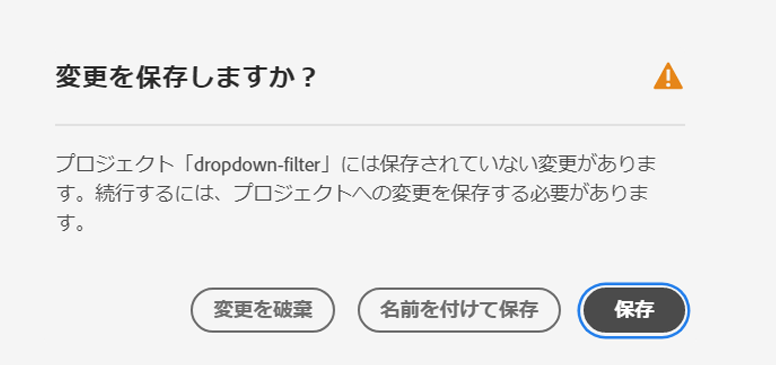 変更を保存しますか？
プロジェクト「dropdown-filter」には保存されていない変更がありま
す。続行するには、プロジェクトへの変更を保存する必要がありま
す。
変更を破棄
名前を付けて保存
保存